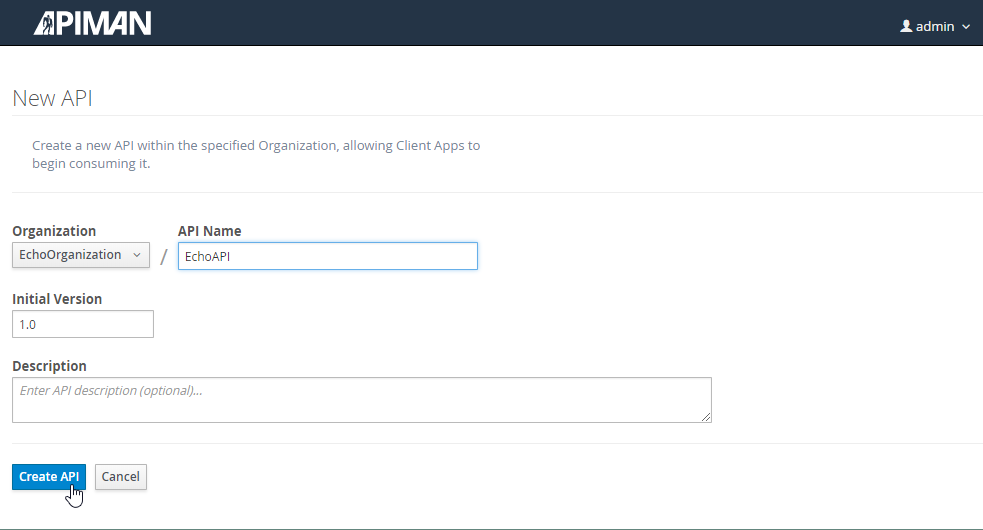 APIMAN
admin
New API
Create a new API within the specified Organization, allowing Client Apps to
begin consuming it.
Organization
API Name
EchoOrganization
/
EchoAPI
Initial Version
1.0
Description
Enter API description (optional)...
Create API
Cancel